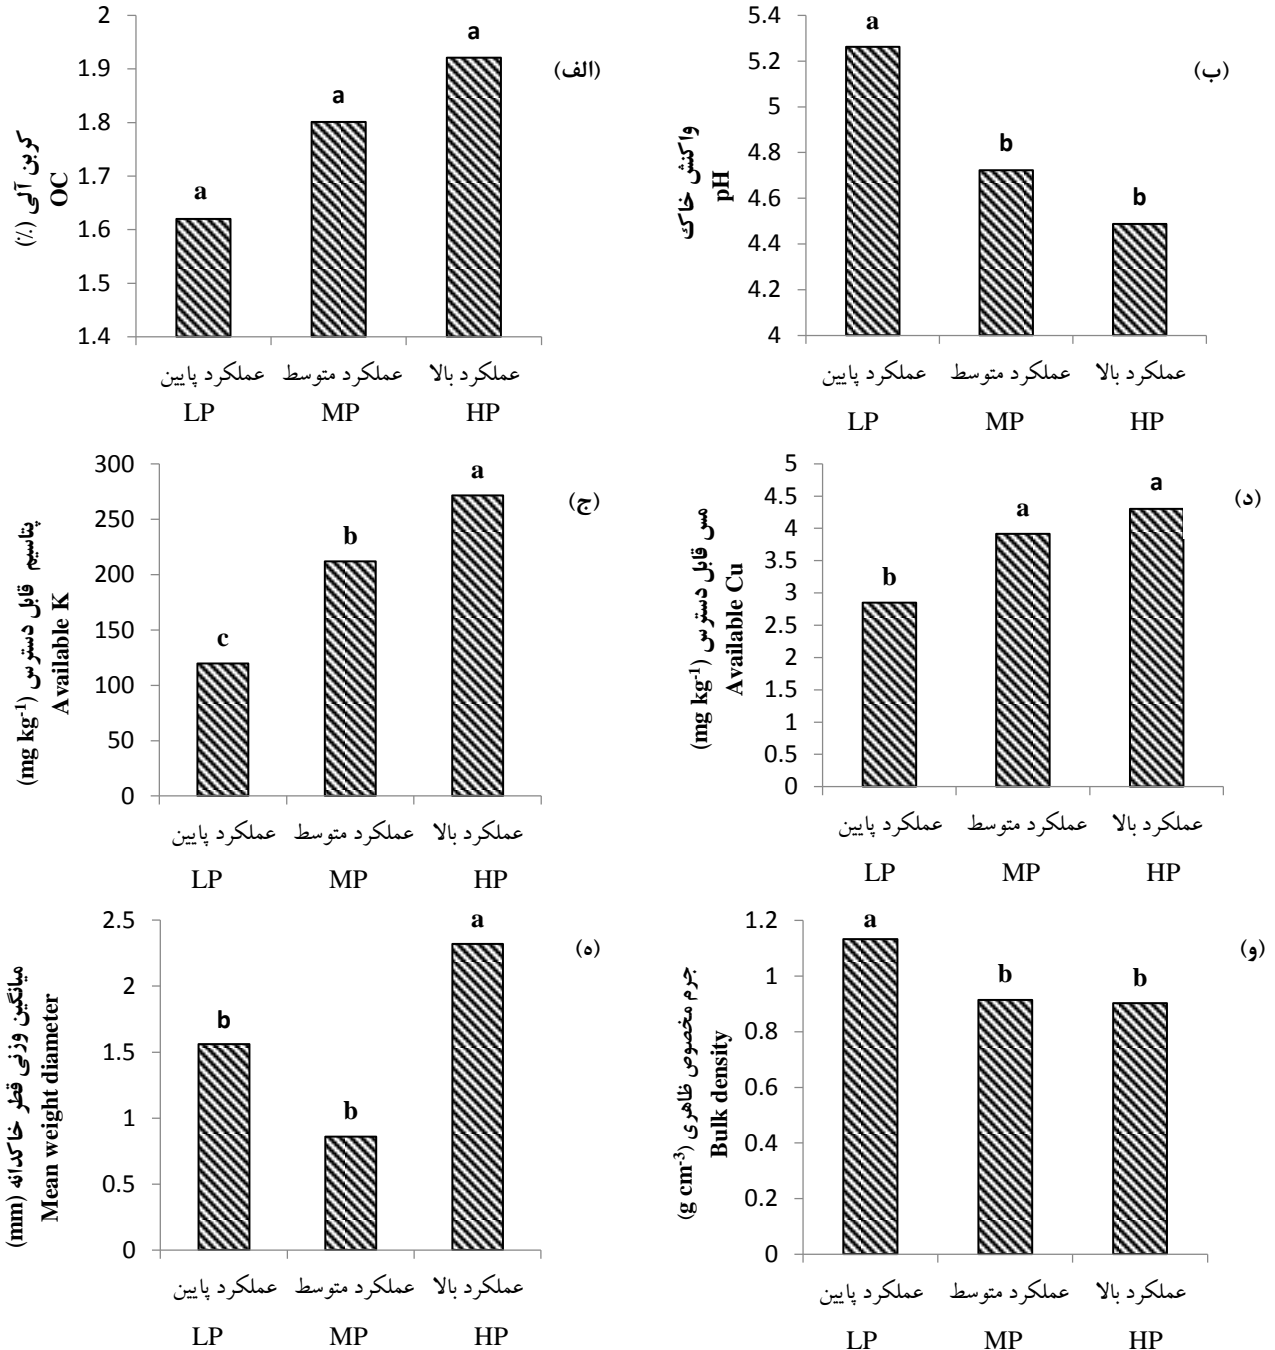 (الف)
کربن آلی (٪)
OC
2
1.9
1.8
1.7
1.6
1.5
1.4
a
a
a
عملکرد پایین عملکرد متوسط عملکرد بالا
LP MP HP
(ب)
واکنش خاک
pH
5.4
5.2
5
4.8
4.6
4.4
4.2
4
a
b
b
عملکرد پایین عملکرد متوسط عملکرد بالا
LP MP HP
(ج)
پتاسیم قابل دسترس (mg kg-1)
Available K
300
250
200
150
100
50
0
c
b
a
عملکرد پایین عملکرد متوسط عملکرد بالا
LP MP HP
(د)
مس قابل دسترس (mg kg-1)
Available Cu
5
4.5
4
3.5
3
2.5
2
1.5
1
0.5
0
b
a
a
عملکرد پایین عملکرد متوسط عملکرد بالا
LP MP HP
(ه)
میانگین وزنی قطر خاکدانه (mm)
Mean weight diameter
2.5
2
1.5
1
0.5
0
b
b
a
عملکرد پایین عملکرد متوسط عملکرد بالا
LP MP HP
(و)
جرم مخصوص ظاهری (g cm-3)
Bulk density
1.2
1
0.8
0.6
0.4
0.2
0
a
b
b
عملکرد پایین عملکرد متوسط عملکرد بالا
LP MP HP